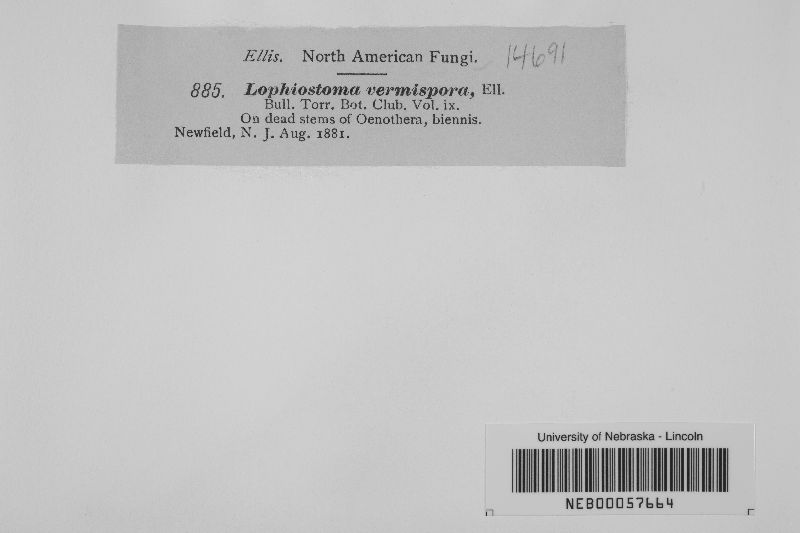 Ellis. North American Fungi. 14691
885. Lophiostoma vermispora, Ell.
Bull. Torr. Bot. Club. Vol. ix.
On dead stems of Oenothera, biennis.
Newfield, N. J. Aug. 1881.
University of Nebraska - Lincoln
NEB00057664